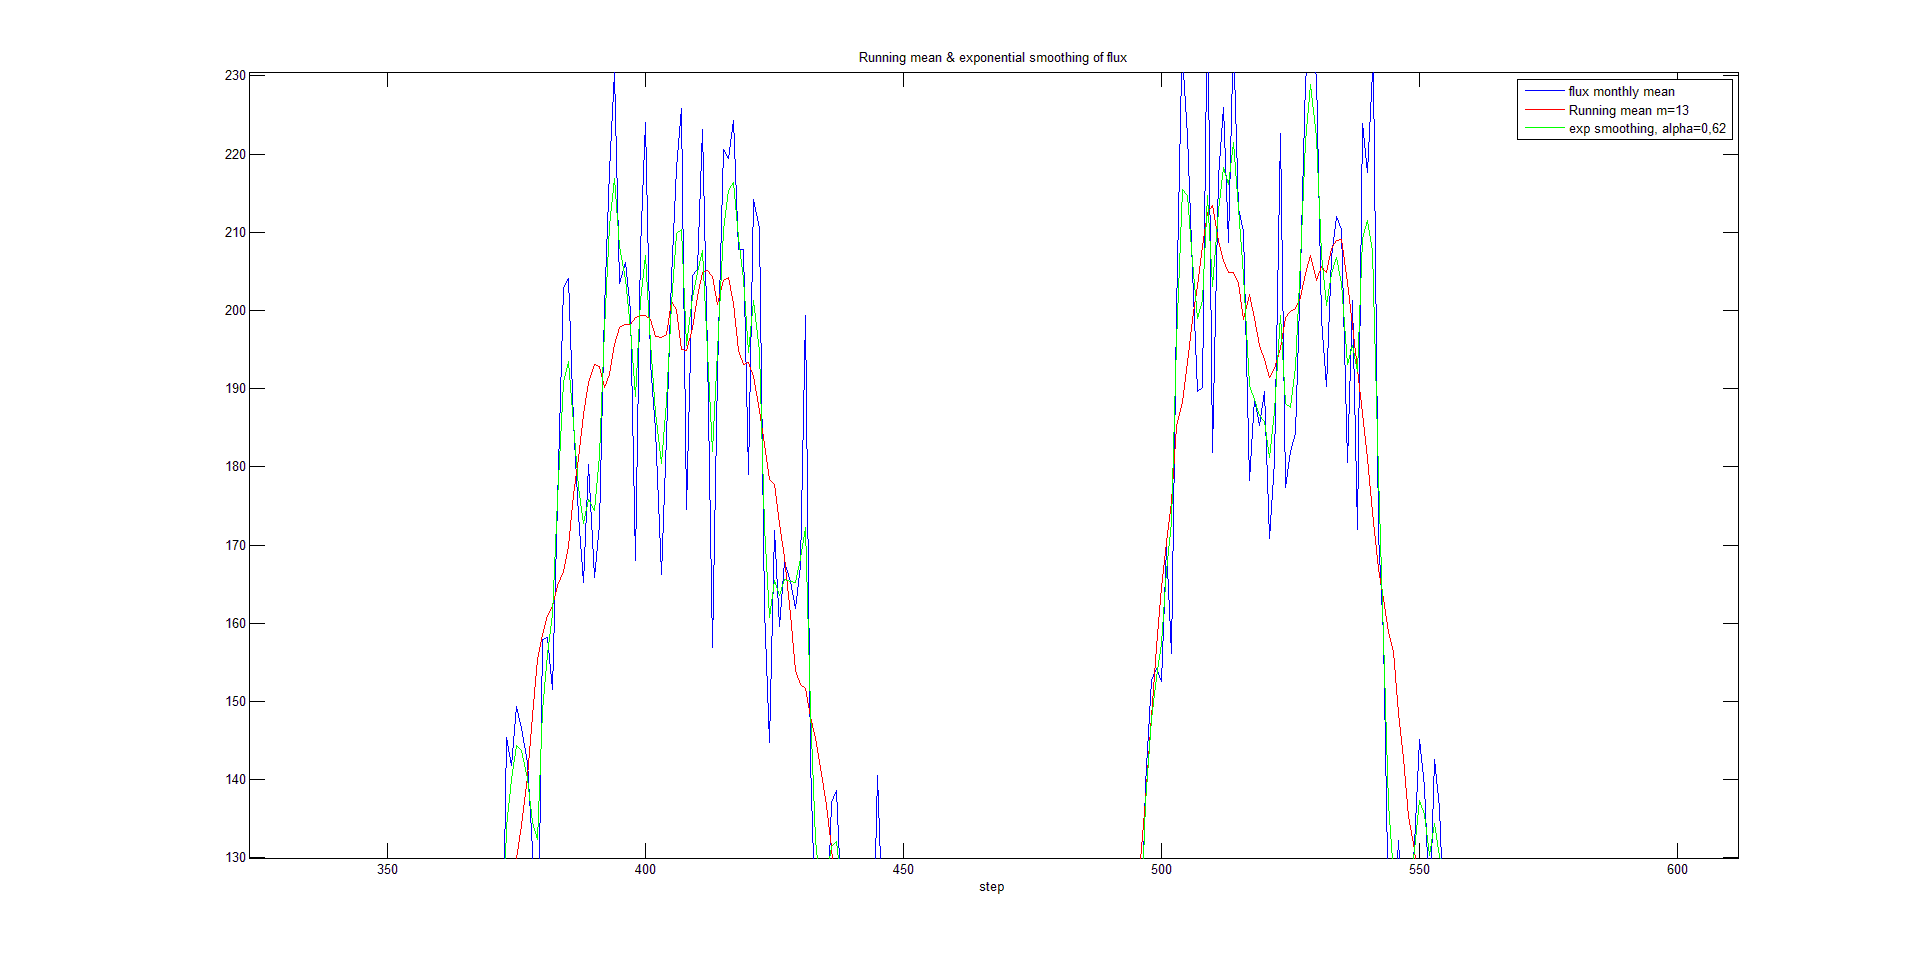 Running mean & exponential smoothing of flux
flux monthly mean
Running mean m=13
exp smoothing, alpha=0,62
230
220
210
200
190
180
170
160
150
140
130
350 400 450 500 550 600
step